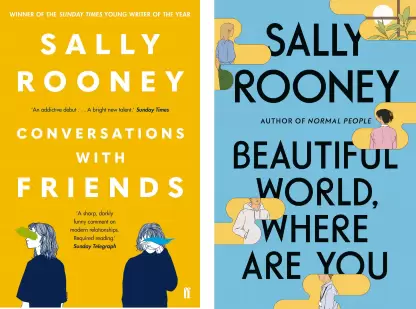 WINNER OF THE SUNDAY TIMES YOUNG WRITER OF THE YEAR
SALLY
ROONEY
'An addictive debut . . . A bright new talent.' Sunday Times
CONVERSATIONS
WITH
FRIENDS
'A sharp, darkly
funny comment on
modern relationships.
Required reading.'
Sunday Telegraph
ff
SALLY
ROONEY
AUTHOR OF NORMAL PEOPLE
BEAUTIFUL
WORLD,
WHERE
ARE YOU